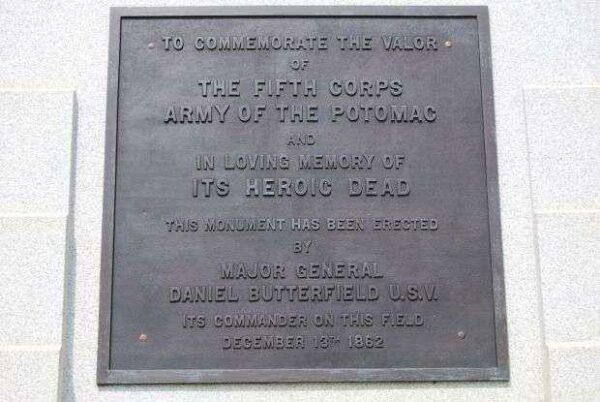 TO COMMEMORATE THE VALOR
OF
THE FIFTH CORPS
ARMY OF THE POTOMAC
AND
IN LOVING MEMORY OF
ITS HEROIC DEAD
THIS MONUMENT HAS BEEN ERECTED
BY
MAJOR GENERAL
DANIEL BUTTERFIELD U.S.V.
ITS COMMANDER ON THIS FIELD
DECEMBER 13TH 1862